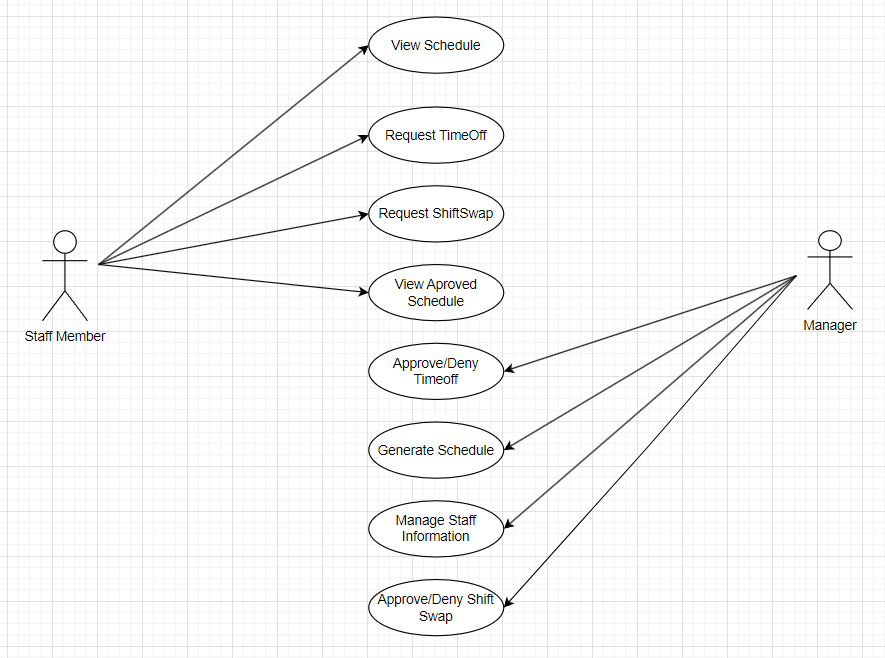 View Schedule
Request TimeOff
Request ShiftSwap
View Aproved
Schedule
Staff Member
Manager
Approve/Deny
Timeoff
Generate Schedule
Manage Staff
Information
Approve/Deny Shift
Swap